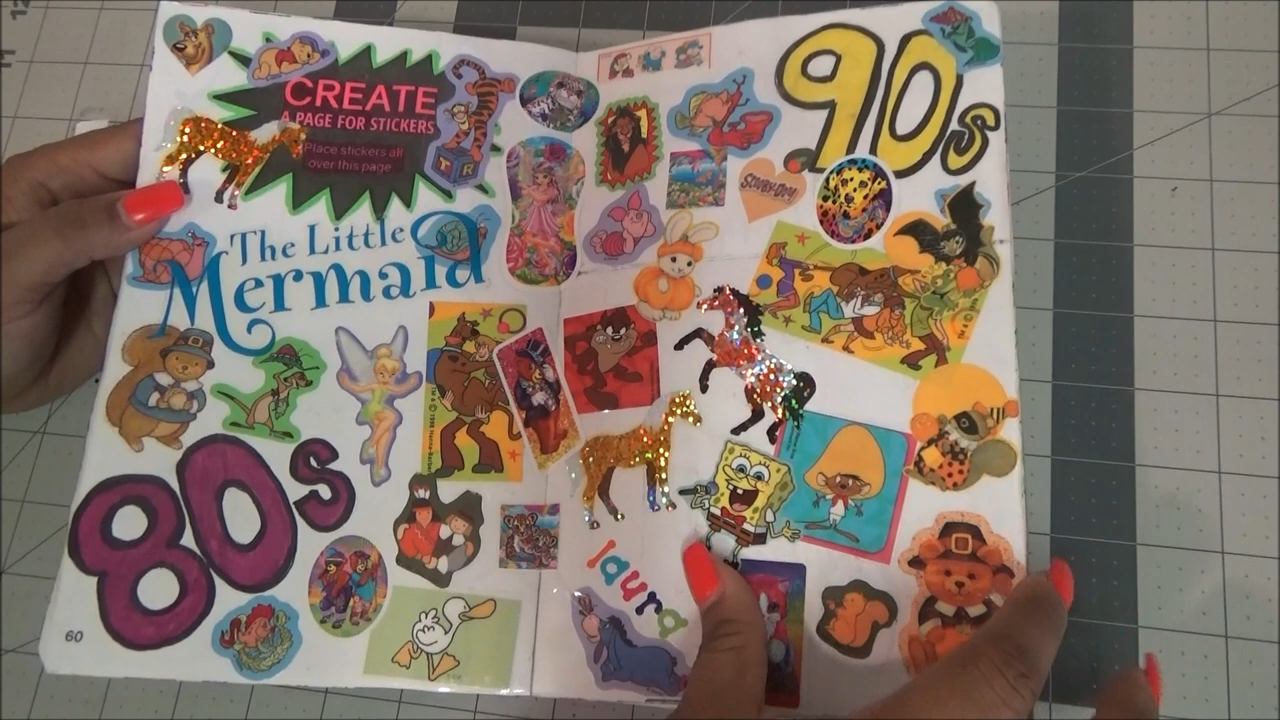 CREATE
A PAGE FOR STICKERS
Place stickers all
over this page
The Little
Mermaid
80s
60
T R
90s
SCOOBY-DOO!
laura
12